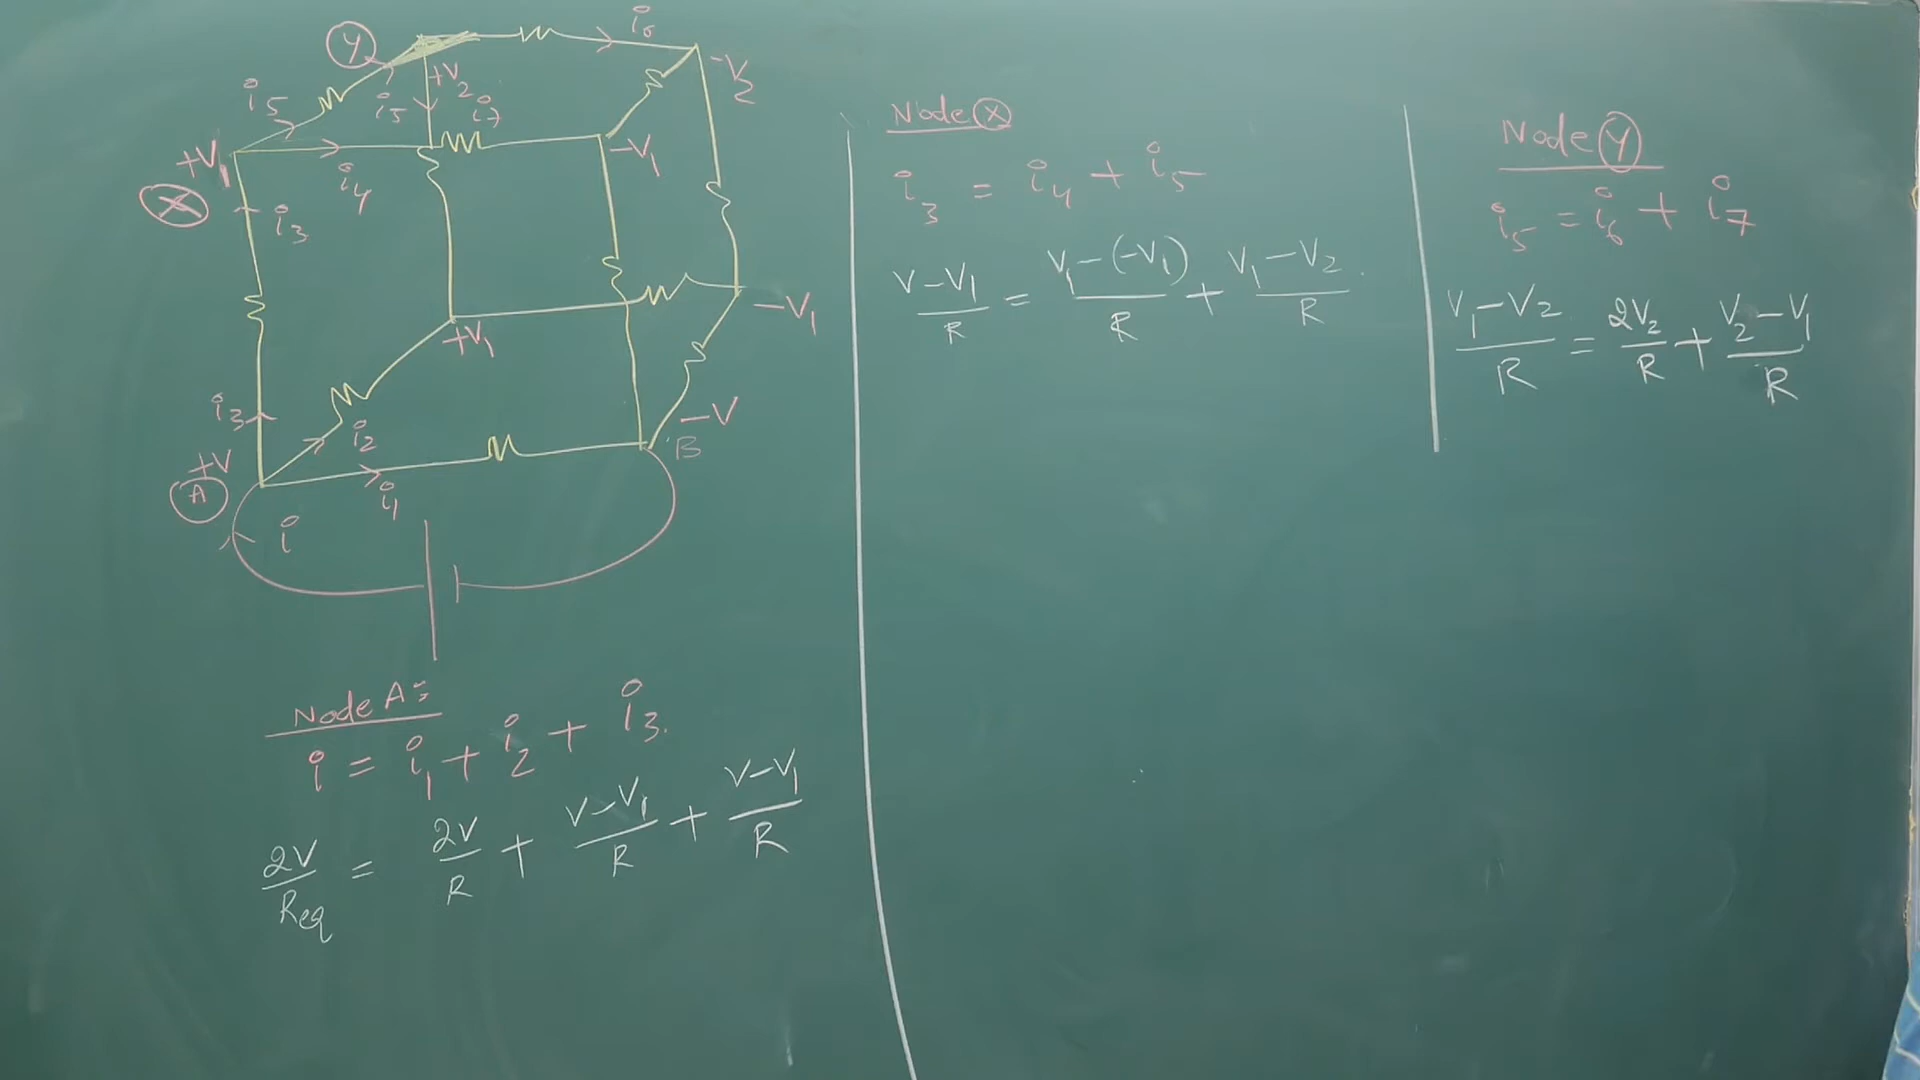 Y
i6
+V2
-V2
i5
i5
i7
+V1
i4
-V1
X
i3
+V1
-V1
i3
i2
-V
+V
B
A
i1
i
Node A:
i = i1 + i2 + i3.
2V/Req = 2V/R + V-V1/R + V-V1/R
Node X
i3 = i4 + i5
V-V1/R = V1-(-V1)/R + V1-V2/R
Node Y
i5 = i6 + i7
V1-V2/R = 2V2/R + V2-V1/R